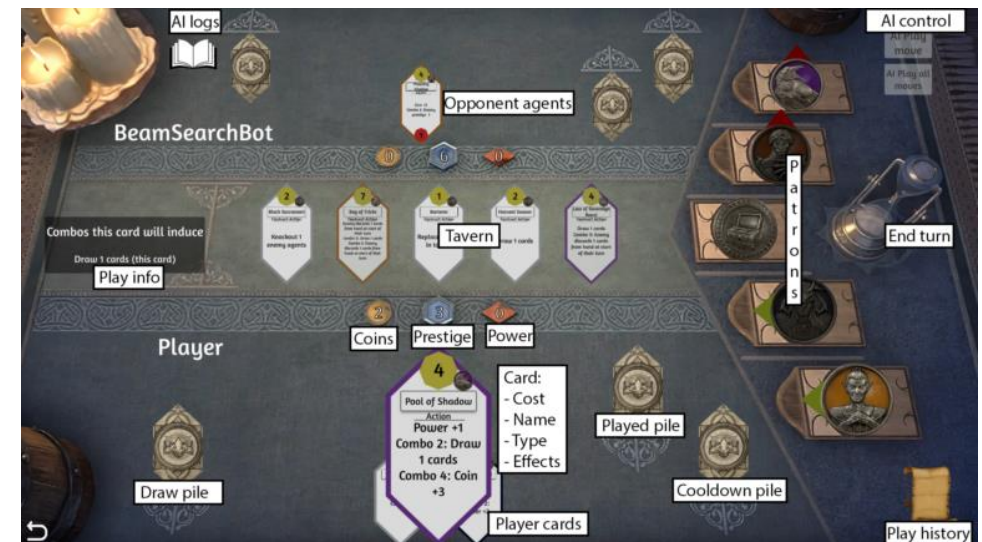 AI logs
AI control
AI Play
move
AI Play all
moves
Opponent agents
BeamSearchBot
0
6
0
2
7
1
2
4
Knockout 1
enemy agents
Draw 1 cards
Combos this card will induce
Draw 1 cards (this card)
Play info
Tavern
Patrons
End turn
2
3
0
Coins
Prestige
Power
Player
4
Pool of Shadow
Action
Power +1
Combo 2: Draw
1 cards
Combo 4: Coin
+3
Card:
- Cost
- Name
- Type
- Effects
Played pile
Draw pile
Cooldown pile
Player cards
Play history